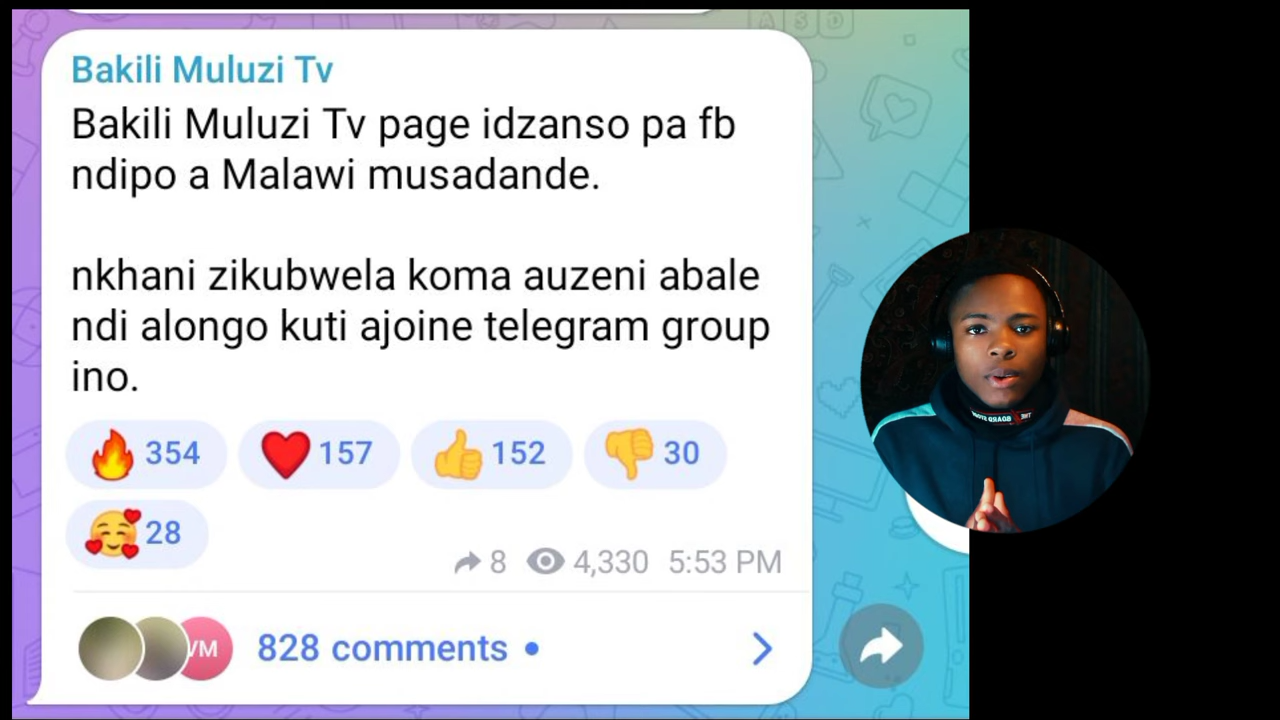 Bakili Muluzi Tv
Bakili Muluzi Tv page idzanso pa fb
ndipo a Malawi musadande.
nkhani zikubwela koma auzeni abale
ndi alongo kuti ajoine telegram group
ino.
🔥 354 ❤️ 157 👍 152 👎 30
🥰 28
8 4,330 5:53 PM
VM 828 comments
A S D